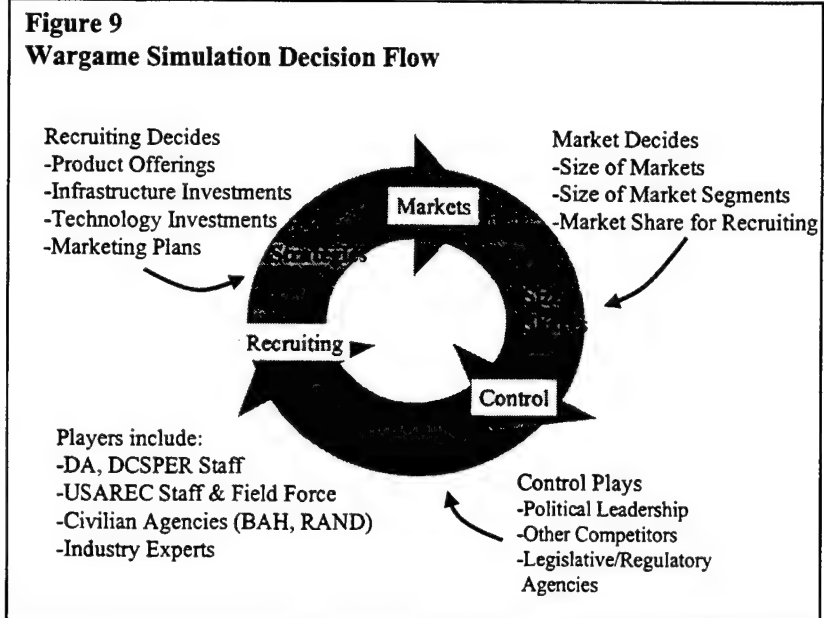 Figure 9
Wargame Simulation Decision Flow
Recruiting Decides
-Product Offerings
-Infrastructure Investments
-Technology Investments
-Marketing Plans
Market Decides
-Size of Markets
-Size of Market Segments
-Market Share for Recruiting
Markets
Strategies
Size
Recruiting
Control
Players include:
-DA, DCSPER Staff
-USAREC Staff & Field Force
-Civilian Agencies (BAH, RAND)
-Industry Experts
Control Plays
-Political Leadership
-Other Competitors
-Legislative/Regulatory
Agencies